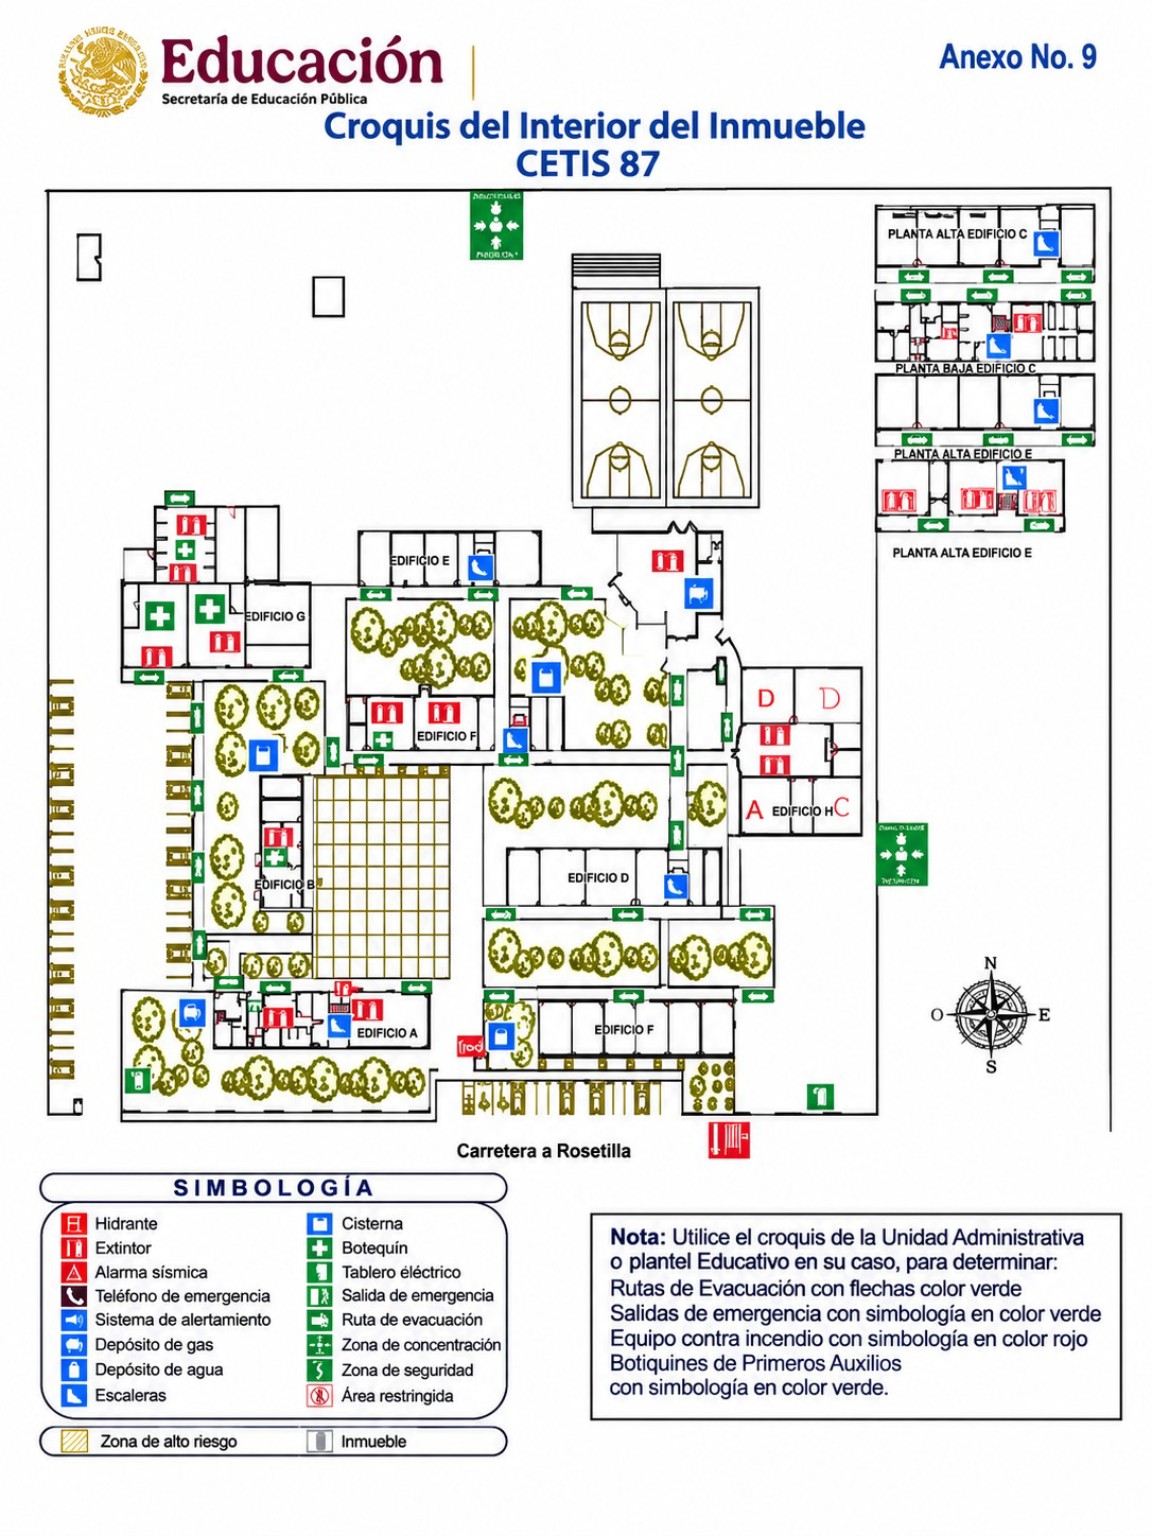 Educación
Secretaría de Educación Pública
Anexo No. 9
Croquis del Interior del Inmueble
CETIS 87
PLANTA ALTA EDIFICIO C
PLANTA BAJA EDIFICIO C
PLANTA ALTA EDIFICIO E
PLANTA ALTA EDIFICIO E
EDIFICIO E
EDIFICIO G
D
D
EDIFICIO F
A
EDIFICIO H
C
EDIFICIO D
EDIFICIO B
EDIFICIO A
EDIFICIO F
N
O
E
S
Carretera a Rosetilla
SIMBOLOGÍA
Hidrante
Extintor
Alarma sísmica
Teléfono de emergencia
Sistema de alertamiento
Depósito de gas
Depósito de agua
Escaleras
Cisterna
Botequín
Tablero éléctrico
Salida de emergencia
Ruta de evacuación
Zona de concentración
Zona de seguridad
Área restringida
Zona de alto riesgo
Inmueble
Nota: Utilice el croquis de la Unidad Administrativa
o plantel Educativo en su caso, para determinar:
Rutas de Evacuación con flechas color verde
Salidas de emergencia con simbología en color verde
Equipo contra incendio con simbología en color rojo
Botiquines de Primeros Auxilios
con simbología en color verde.